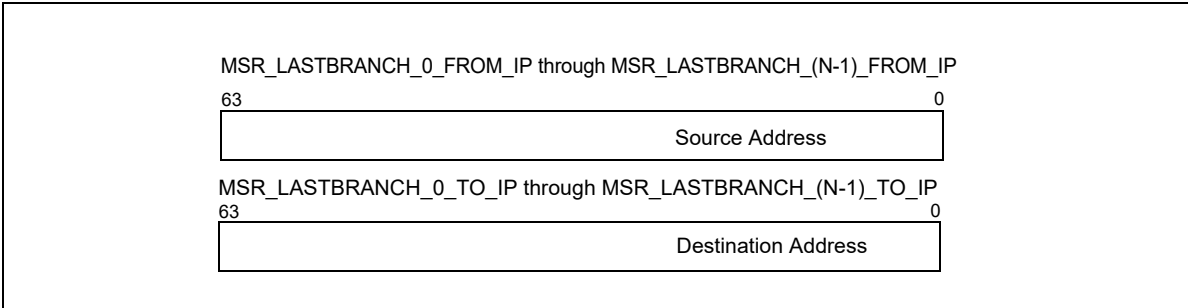 MSR_LASTBRANCH_0_FROM_IP through MSR_LASTBRANCH_(N-1)_FROM_IP
63 0
Source Address
MSR_LASTBRANCH_0_TO_IP through MSR_LASTBRANCH_(N-1)_TO_IP
63 0
Destination Address